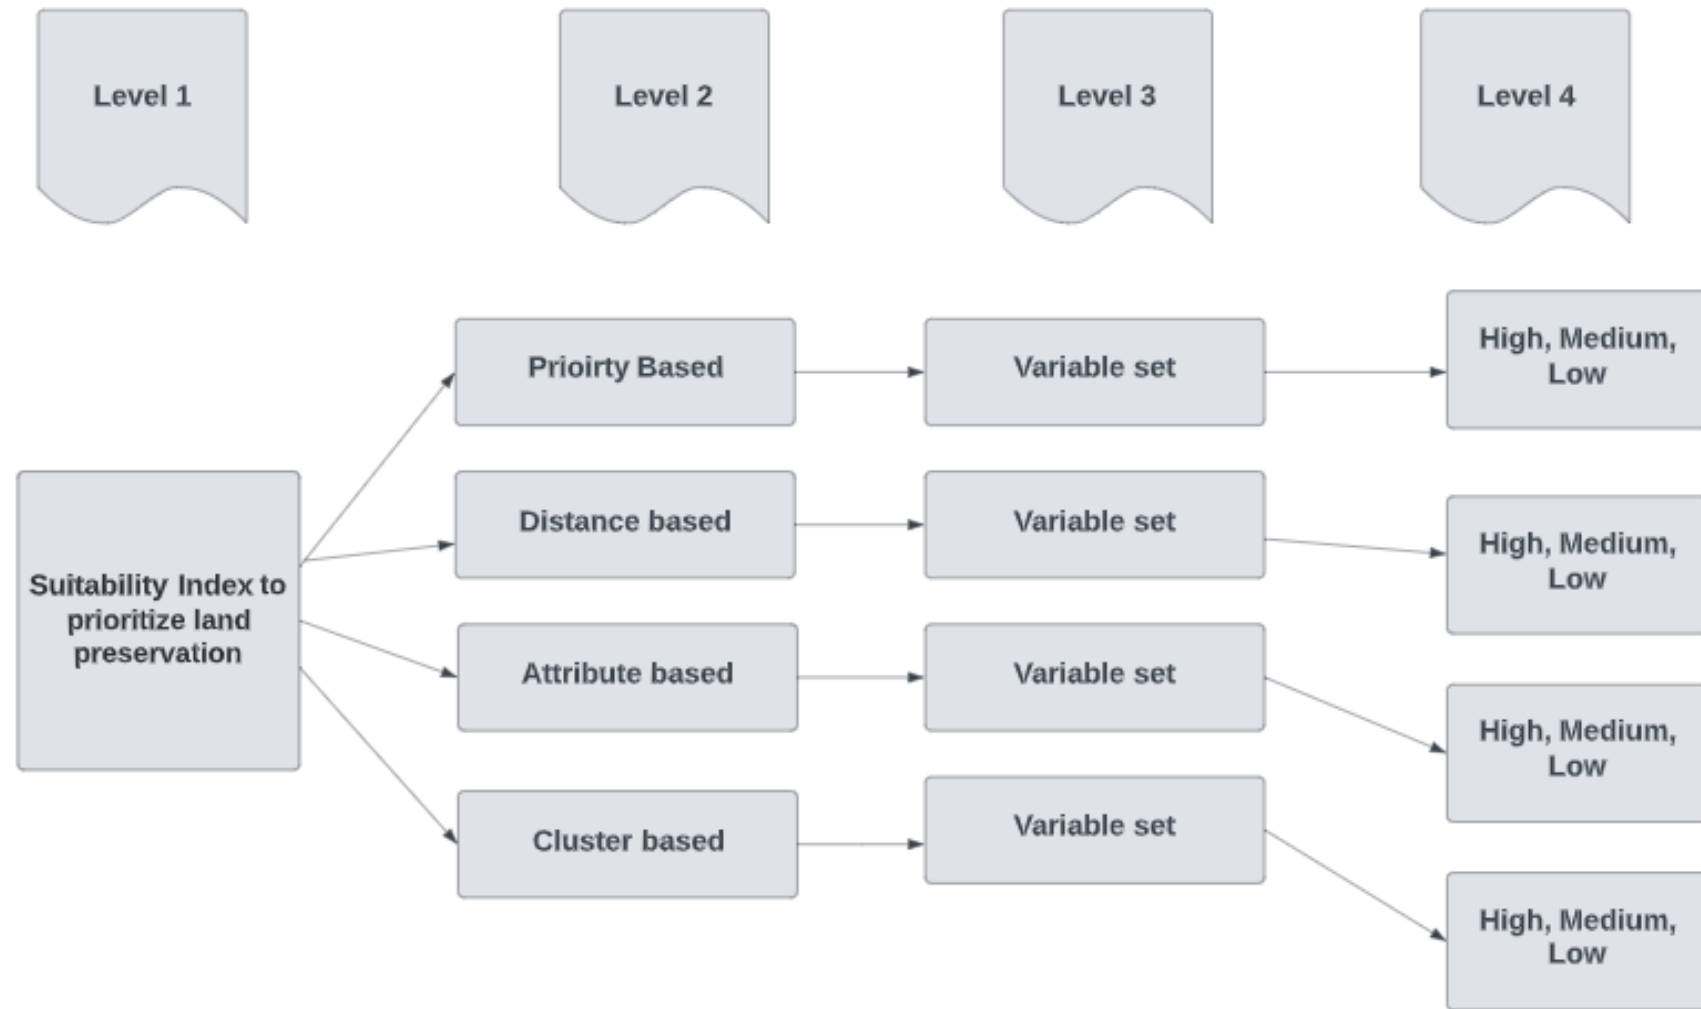 Level 1
Level 2
Level 3
Level 4
Prioirty Based
Variable set
High, Medium,
Low
Distance based
Variable set
High, Medium,
Low
Suitability Index to
prioritize land
preservation
Attribute based
Variable set
High, Medium,
Low
Cluster based
Variable set
High, Medium,
Low